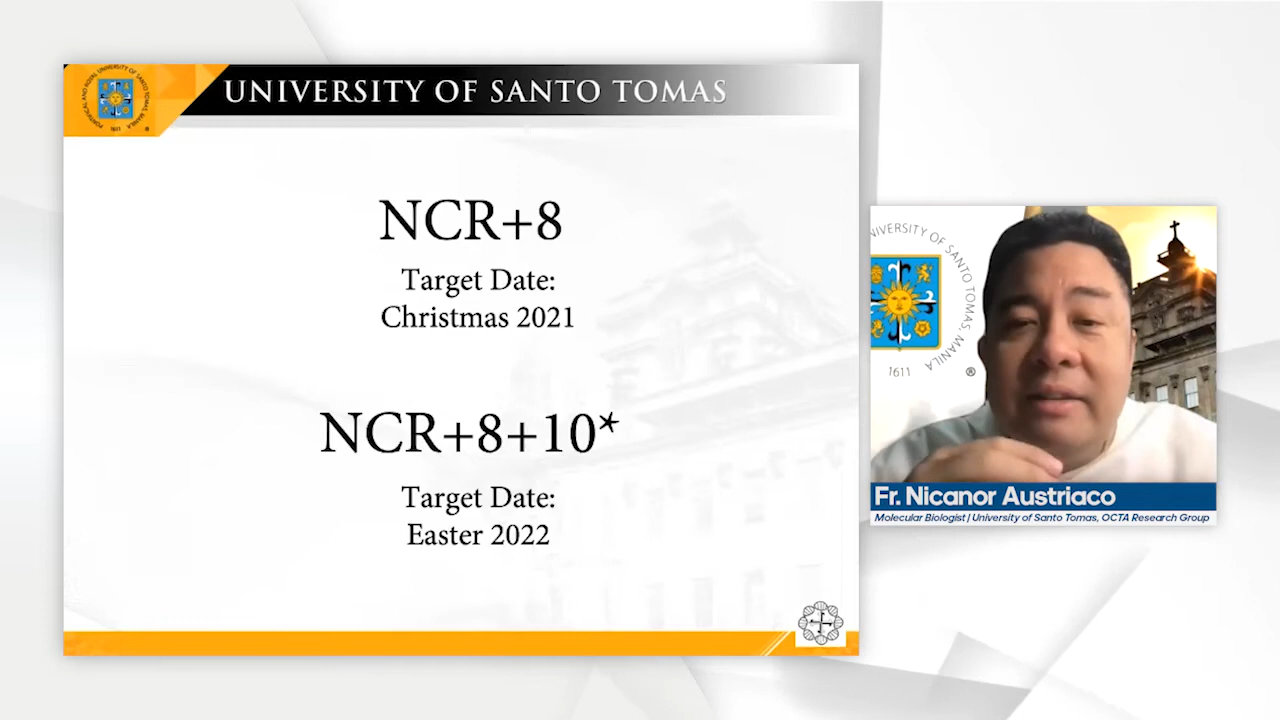 UNIVERSITY OF SANTO TOMAS
NCR+8
Target Date:
Christmas 2021
NCR+8+10*
Target Date:
Easter 2022
NIVERSITY OF SANTO TOMAS, MANILA
1611
®
Fr. Nicanor Austriaco
Molecular Biologist | University of Santo Tomas, OCTA Research Group